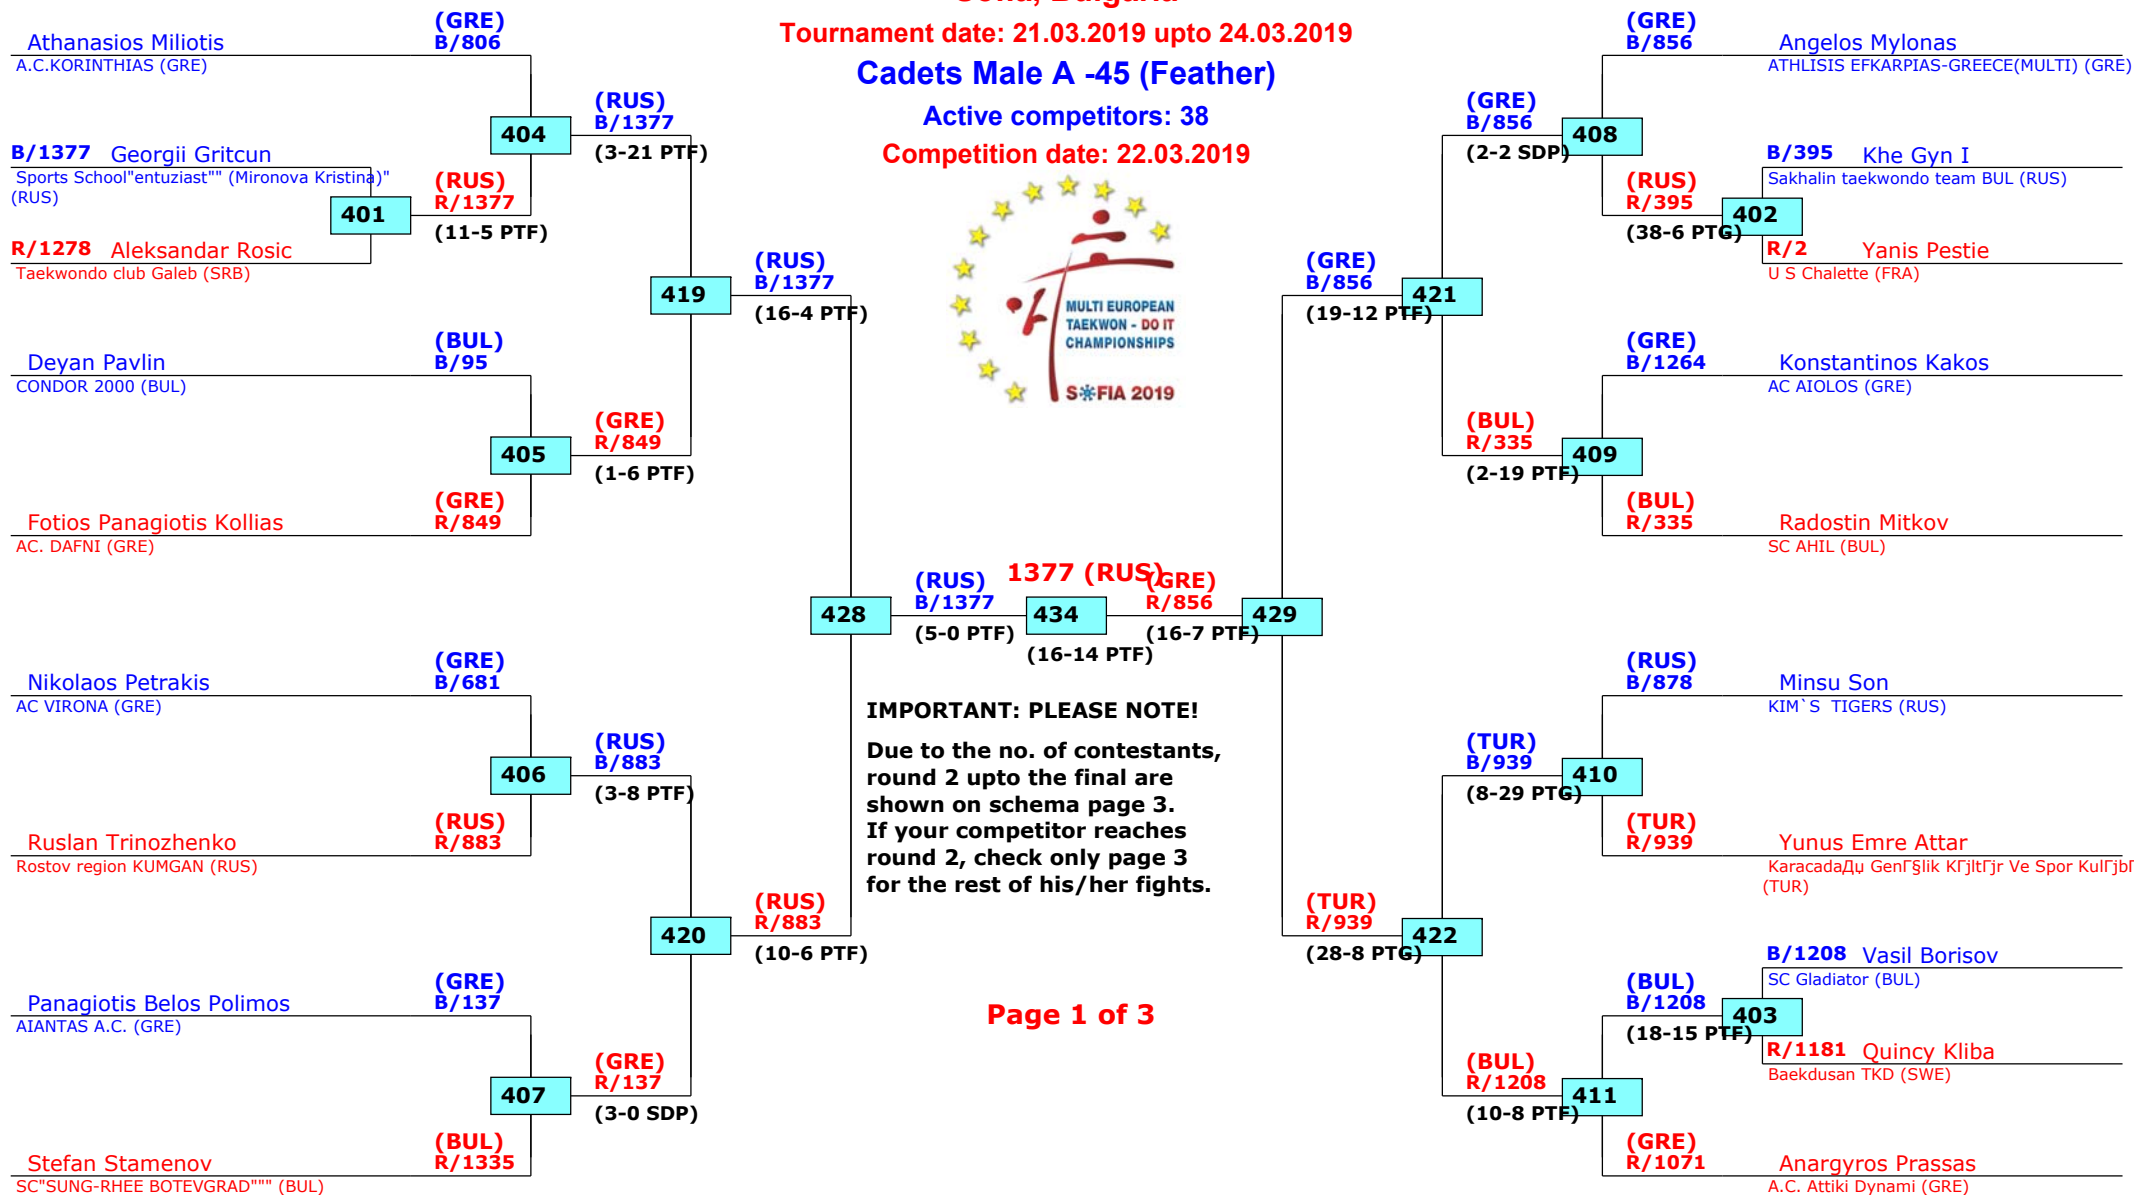 Sofia, Bulgaria
Tournament date: 21.03.2019 upto 24.03.2019
Cadets Male A -45 (Feather)
Active competitors: 38
Competition date: 22.03.2019
MULTI EUROPEAN
TAEKWON - DO IT
CHAMPIONSHIPS
SOFIA 2019
Athanasios Miliotis
(GRE)
B/806
A.C.KORINTHIAS (GRE)
404
(RUS)
B/1377
(3-21 PTF)
B/1377 Georgii Gritcun
Sports School"entuziast"" (Mironova Kristina)"
(RUS)
401
(RUS)
R/1377
(11-5 PTF)
R/1278 Aleksandar Rosic
Taekwondo club Galeb (SRB)
419
(RUS)
B/1377
(16-4 PTF)
Deyan Pavlin
(BUL)
B/95
CONDOR 2000 (BUL)
405
(GRE)
R/849
(1-6 PTF)
Fotios Panagiotis Kollias
(GRE)
R/849
AC. DAFNI (GRE)
428
(RUS)
B/1377
(5-0 PTF)
1377 (RUS)
434
(16-14 PTF)
(GRE)
R/856
(16-7 PTF)
429
Nikolaos Petrakis
(GRE)
B/681
AC VIRONA (GRE)
406
(RUS)
B/883
(3-8 PTF)
Ruslan Trinozhenko
(RUS)
R/883
Rostov region KUMGAN (RUS)
420
(RUS)
R/883
(10-6 PTF)
Panagiotis Belos Polimos
(GRE)
B/137
AIANTAS A.C. (GRE)
407
(GRE)
R/137
(3-0 SDP)
Stefan Stamenov
(BUL)
R/1335
SC"SUNG-RHEE BOTEVGRAD""" (BUL)
IMPORTANT: PLEASE NOTE!
Due to the no. of contestants,
round 2 upto the final are
shown on schema page 3.
If your competitor reaches
round 2, check only page 3
for the rest of his/her fights.
Page 1 of 3
(GRE)
B/856
Angelos Mylonas
ATHLISIS EFKARPIAS-GREECE(MULTI) (GRE)
(GRE)
B/856
408
(2-2 SDP)
B/395 Khe Gyn I
Sakhalin taekwondo team BUL (RUS)
(RUS)
R/395
402
(38-6 PTG)
R/2 Yanis Pestie
U S Chalette (FRA)
(GRE)
B/856
421
(19-12 PTF)
(GRE)
B/1264
Konstantinos Kakos
AC AIOLOS (GRE)
(BUL)
R/335
409
(2-19 PTF)
(BUL)
R/335
Radostin Mitkov
SC AHIL (BUL)
(RUS)
B/878
Minsu Son
KIM`S TIGERS (RUS)
(TUR)
B/939
410
(8-29 PTG)
(TUR)
R/939
Yunus Emre Attar
KaracadaДџ GenГ§lik KГјltГјr Ve Spor KulГјbГ
(TUR)
(TUR)
R/939
422
(28-8 PTG)
B/1208 Vasil Borisov
SC Gladiator (BUL)
(BUL)
B/1208
403
(18-15 PTF)
R/1181 Quincy Kliba
Baekdusan TKD (SWE)
(BUL)
R/1208
411
(10-8 PTF)
(GRE)
R/1071
Anargyros Prassas
A.C. Attiki Dynami (GRE)